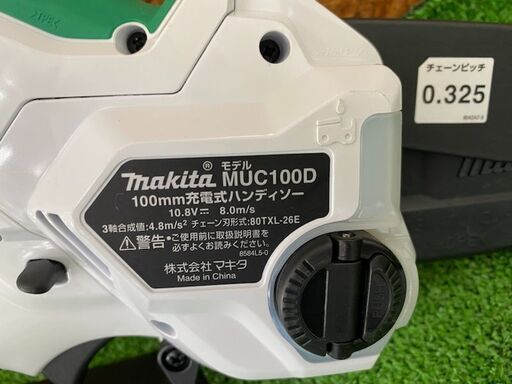 チェーンピッチ
0.325
makita® モデル MUC100D
100mm充電式ハンディソー
10.8V⎓ 8.0m/s
3軸合成値:4.8m/s² チェーン刃形式:80TXL-26E
⚠警告・ご使用前に取扱説明書を
必ずよくお読みください。
8584L5-0
株式会社マキタ
Made in China